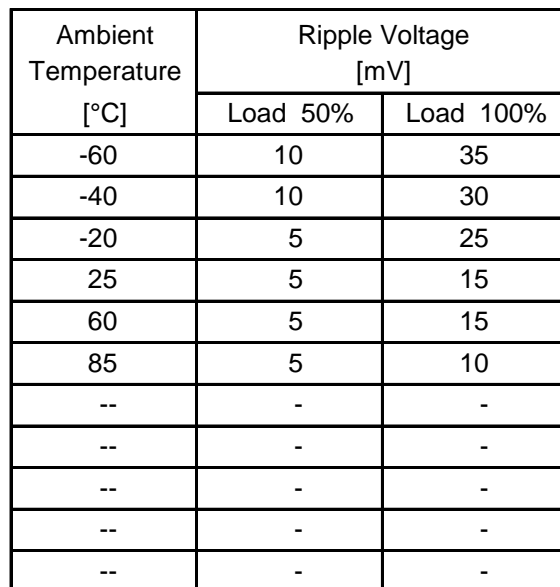 Ambient Temperature [°C] Ripple Voltage [mV]
Load 50% Load 100%
-60 10 35
-40 10 30
-20 5 25
25 5 15
60 5 15
85 5 10
-- - -
-- - -
-- - -
-- - -
-- - -